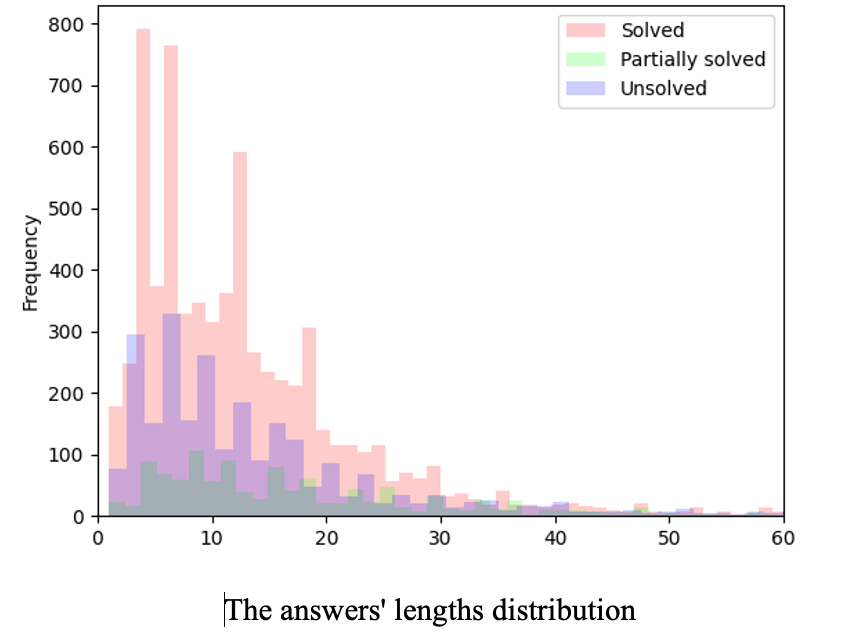 800
700
600
500
400
300
200
100
0
Frequency
Solved
Partially solved
Unsolved
0 10 20 30 40 50 60
The answers' lengths distribution